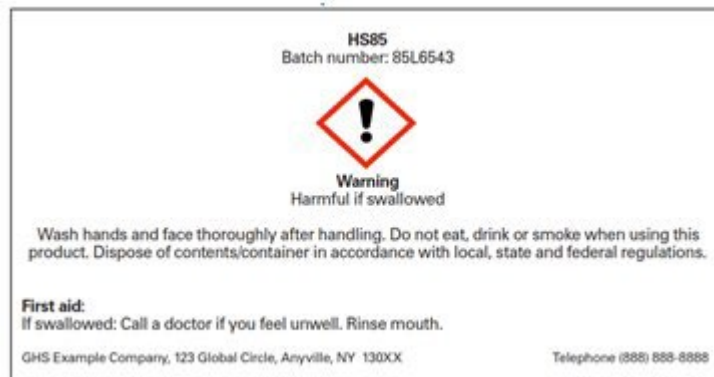 HS85
Batch number: 85L6543
Warning
Harmful if swallowed
Wash hands and face thoroughly after handling. Do not eat, drink or smoke when using this
product. Dispose of contents/container in accordance with local, state and federal regulations.
First aid:
If swallowed: Call a doctor if you feel unwell. Rinse mouth.
GHS Example Company, 123 Global Circle, Anyville, NY 130XX Telephone (888) 888-8888